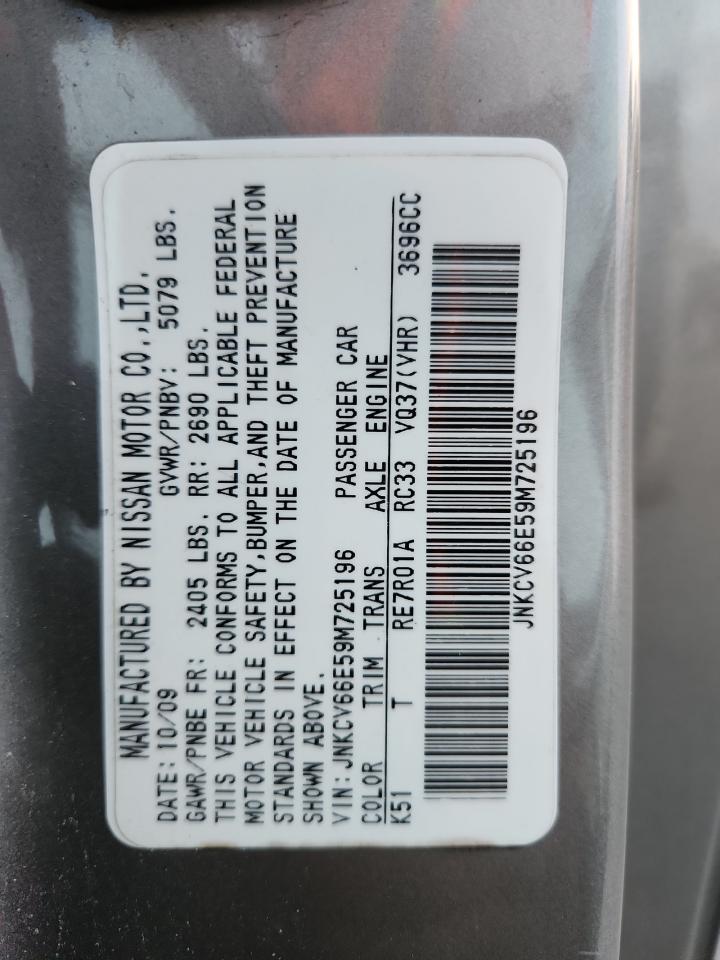 MANUFACTURED BY NISSAN MOTOR CO.,LTD.
DATE: 10/09 GVWR/PNBV: 5079 LBS.
GAWR/PNBE FR: 2405 LBS. RR: 2690 LBS.
THIS VEHICLE CONFORMS TO ALL APPLICABLE FEDERAL
MOTOR VEHICLE SAFETY,BUMPER,AND THEFT PREVENTION
STANDARDS IN EFFECT ON THE DATE OF MANUFACTURE
SHOWN ABOVE.
VIN: JNKCV66E59M725196 PASSENGER CAR
COLOR TRIM TRANS AXLE ENGINE
K51 T RE7R01A RC33 VQ37(VHR) 3696CC
JNKCV66E59M725196